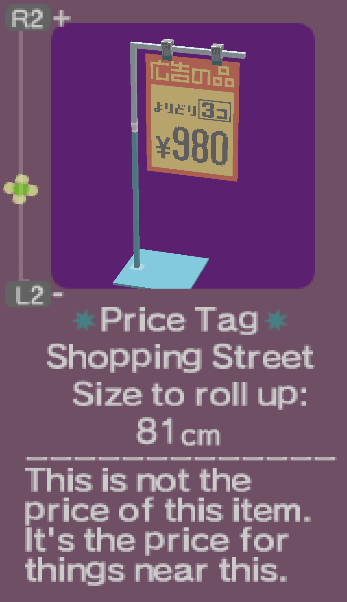 R2 +
広告の品
よりどり 3コ
¥980
L2 -
Price Tag
Shopping Street
Size to roll up:
81cm
This is not the
price of this item.
It's the price for
things near this.